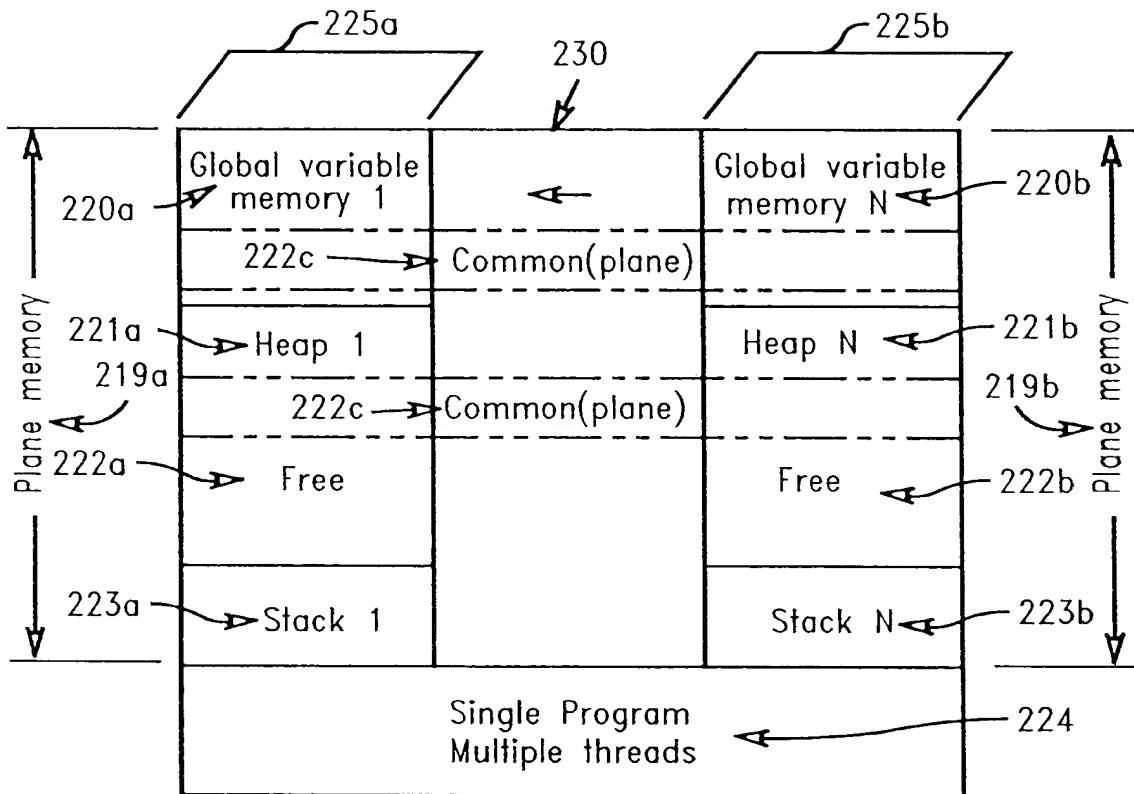 225a
225b
230
Global variable
memory 1
Global variable
memory N
220a
220b
222c
Common(plane)
221a
Heap 1
Heap N
221b
Plane memory
219a
222c
Common(plane)
219b
Plane memory
222a
Free
Free
222b
223a
Stack 1
Stack N
223b
Single Program
Multiple threads
224